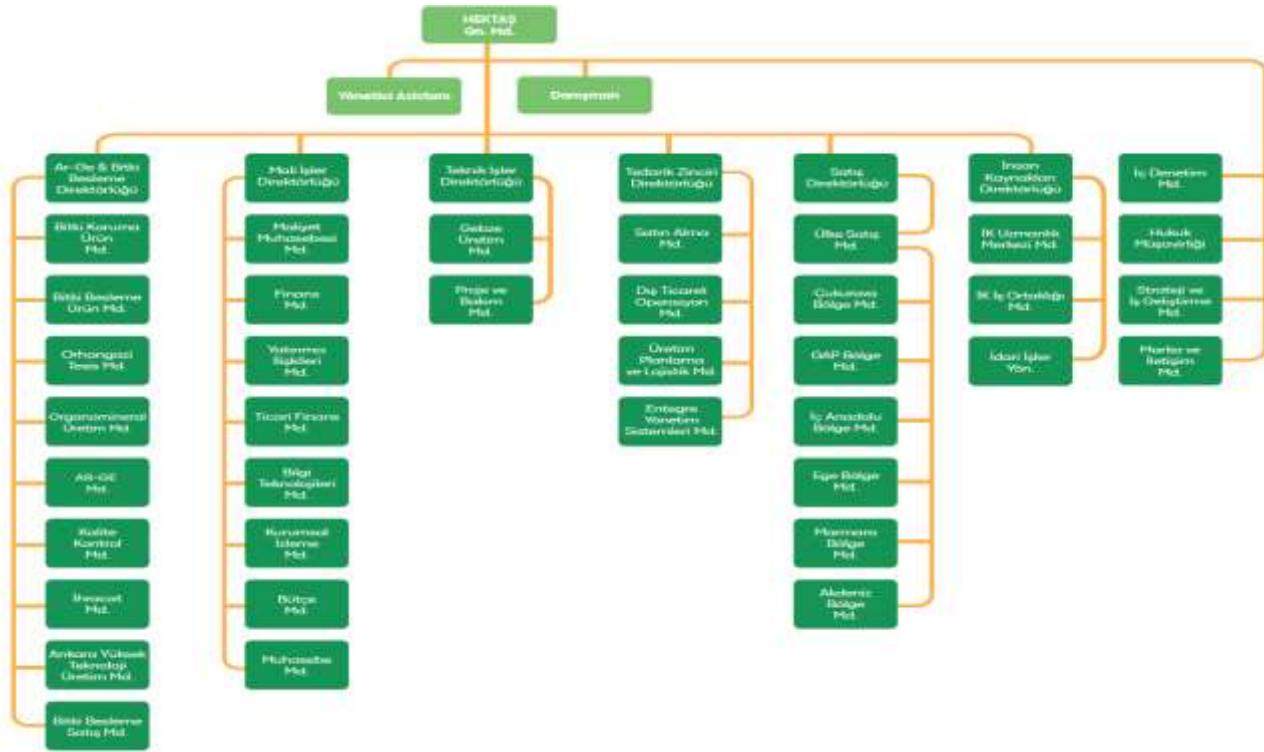 HEKTAŞ
Gn. Md.
Yönetici Asistanı
Danışman
Ar-Ge & Bitki
Besleme
Direktörlüğü
Bitki Koruma
Ürün
Md.
Bitki Besleme
Ürün Md.
Orhangazi
Tesis Md.
Organomineral
Üretim Md.
AR-GE
Md.
Kalite
Kontrol
Md.
İhracat
Md.
Ankara Yüksek
Teknoloji
Üretim Md.
Bitki Besleme
Satış Md.
Mali İşler
Direktörlüğü
Maliyet
Muhasebesi
Md.
Finans
Md.
Yatırımcı
İlişkileri
Md.
Ticari Finans
Md.
Bilgi
Teknolojileri
Md.
Kurumsal
İzleme
Md.
Bütçe
Md.
Muhasebe
Md.
Teknik İşler
Direktörlüğü
Gebze
Üretim
Md.
Proje ve
Bakım
Md.
Tedarik Zinciri
Direktörlüğü
Satın Alma
Md.
Dış Ticaret
Operasyon
Md.
Üretim
Planlama
ve Lojistik Md.
Entegre
Yönetim
Sistemleri Md.
Satış
Direktörlüğü
Ülke Satış
Md.
Çukurova
Bölge Md.
GAP Bölge
Md.
İç Anadolu
Bölge Md.
Ege Bölge
Md.
Marmara
Bölge
Md.
Akdeniz
Bölge
Md.
İnsan
Kaynakları
Direktörlüğü
İK Uzmanlık
Merkezi Md.
İK İş Ortaklığı
Md.
İdari İşler
Yön.
İç Denetim
Md.
Hukuk
Müşavirliği
Strateji ve
İş Geliştirme
Md.
Marka ve
İletişim
Md.